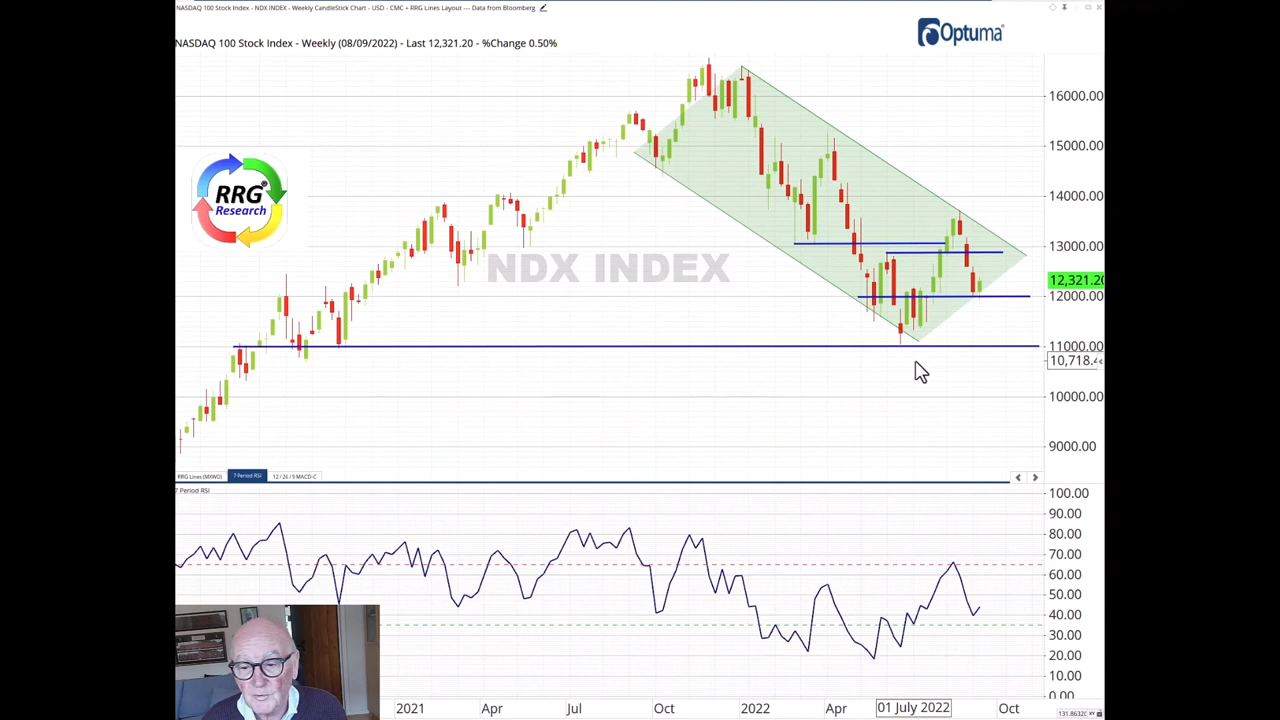 NASDAQ 100 Stock Index - NDX INDEX - Weekly CandleStick Chart - USD - CMC + RRG Lines Layout --- Data from Bloomberg
Optuma
NASDAQ 100 Stock Index - Weekly (08/09/2022) - Last 12,321.20 - %Change 0.50%
16000.00
15000.00
RRG®
Research
14000.00
13000.00
NDX INDEX
12,321.20
12000.00
11000.00
10,718.4
10000.00
9000.00
RRG Lines (MXWO) 7 Period RSI 12 / 26 / 9 MACD-C
7 Period RSI
100.00
90.00
80.00
70.00
60.00
50.00
40.00
30.00
20.00
10.00
0.00
2021 Apr Jul Oct 2022 Apr 01 July 2022 Oct